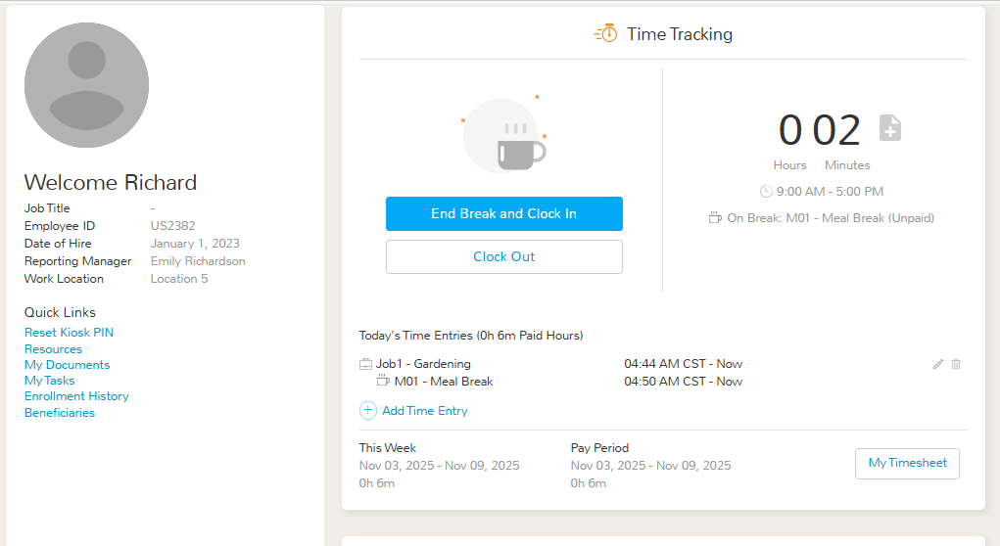 Welcome Richard
Job Title -
Employee ID US2382
Date of Hire January 1, 2023
Reporting Manager Emily Richardson
Work Location Location 5
Quick Links
Reset Kiosk PIN
Resources
My Documents
My Tasks
Enrollment History
Beneficiaries
Time Tracking
End Break and Clock In
Clock Out
0 02
Hours Minutes
9:00 AM - 5:00 PM
On Break: M01 - Meal Break (Unpaid)
Today's Time Entries (0h 6m Paid Hours)
Job1 - Gardening 04:44 AM CST - Now
M01 - Meal Break 04:50 AM CST - Now
Add Time Entry
This Week Pay Period
Nov 03, 2025 - Nov 09, 2025 Nov 03, 2025 - Nov 09, 2025
0h 6m 0h 6m
My Timesheet